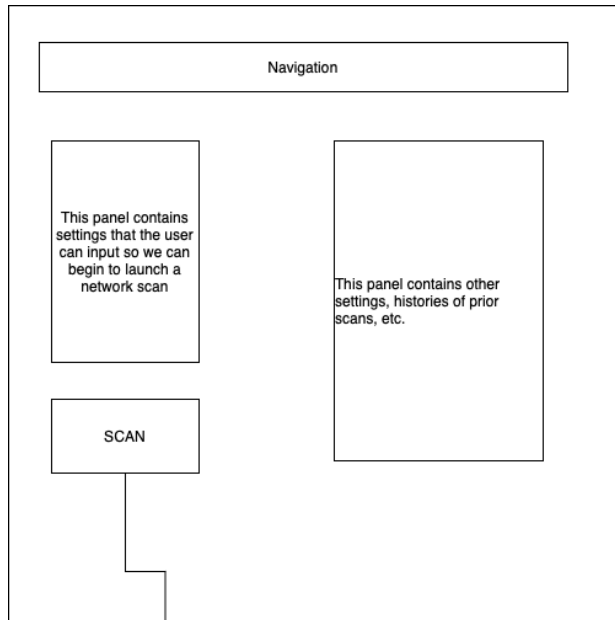 Navigation
This panel contains
settings that the user
can input so we can
begin to launch a
network scan
This panel contains other
settings, histories of prior
scans, etc.
SCAN